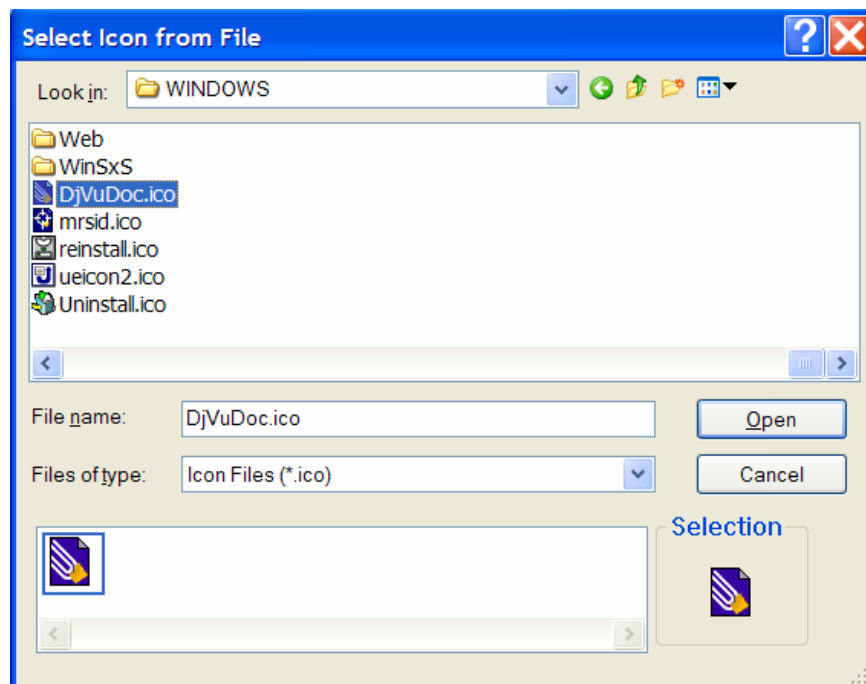 Select Icon from File
Look in: WINDOWS
Web
WinSxS
DjVuDoc.ico
mrsid.ico
reinstall.ico
ueicon2.ico
Uninstall.ico
File name: DjVuDoc.ico Open
Files of type: Icon Files (*.ico) Cancel
Selection